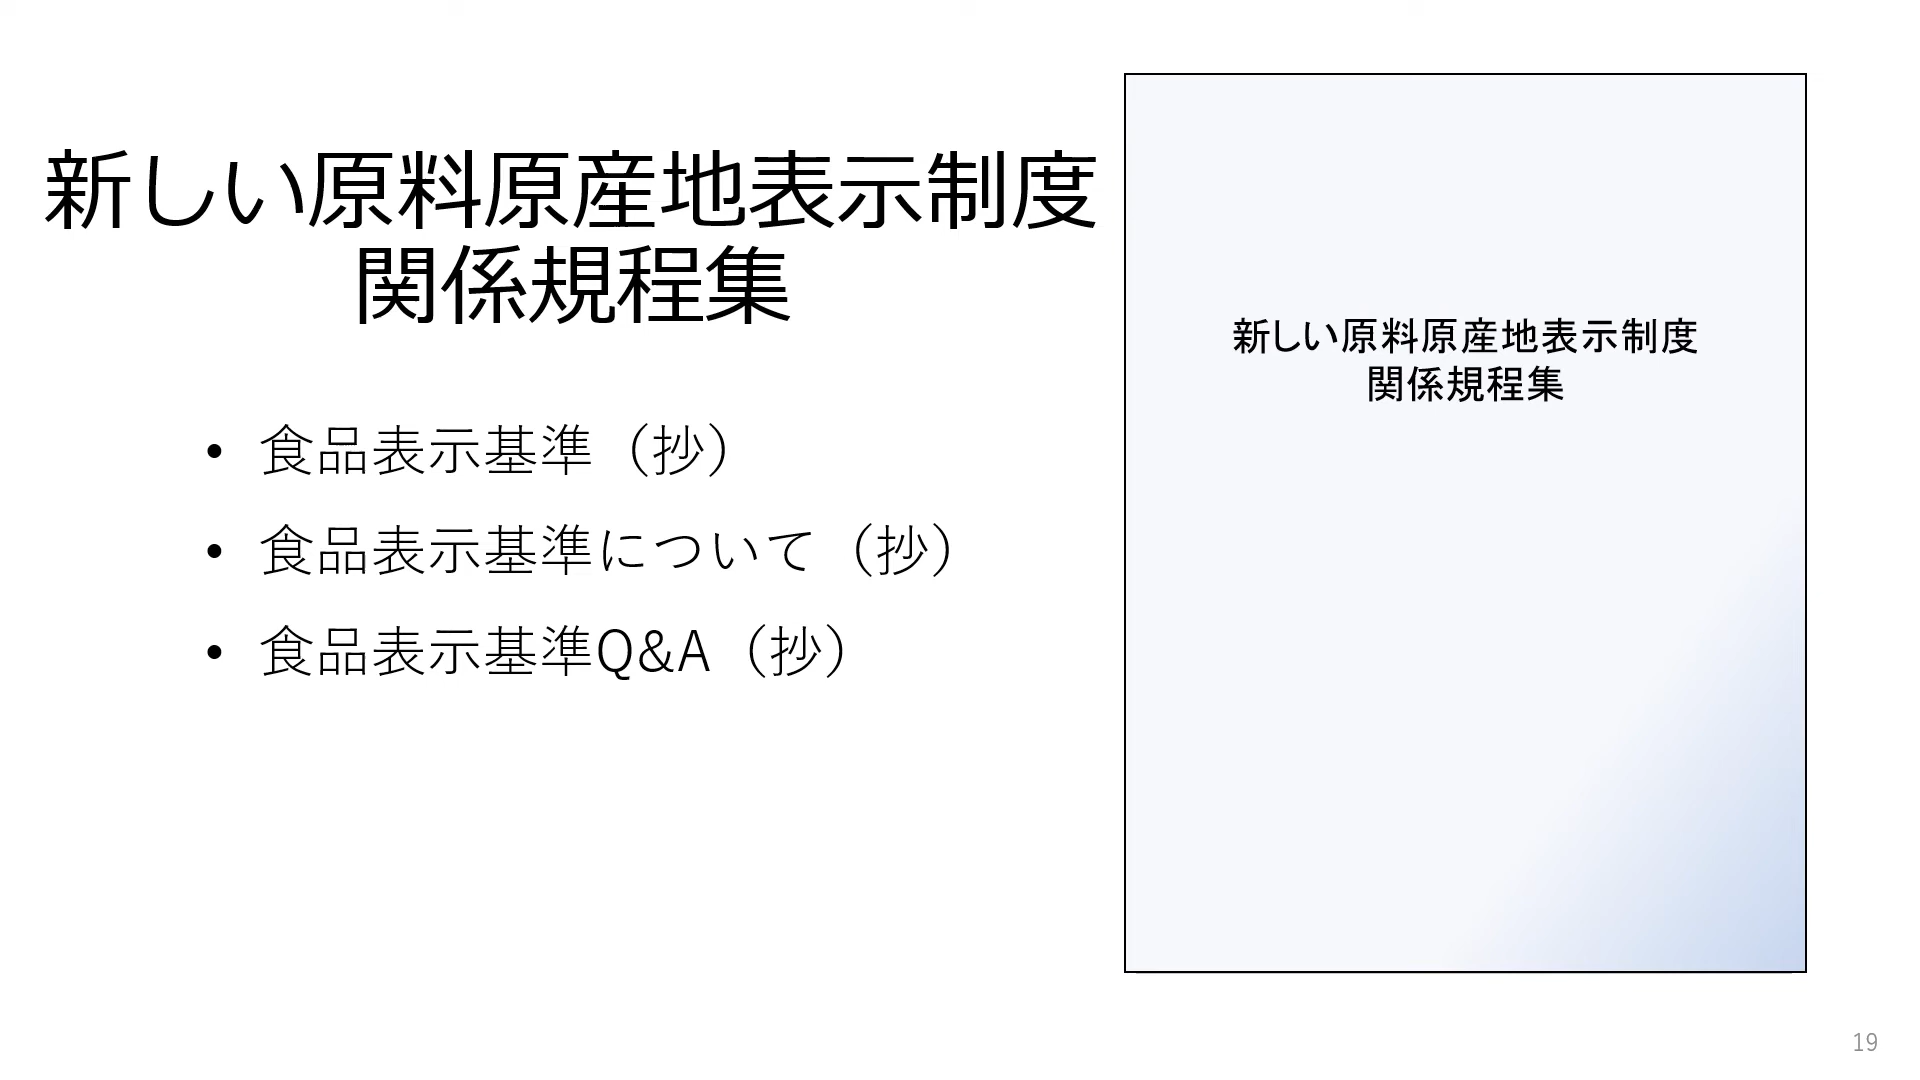 新しい原料原産地表示制度
関係規程集
• 食品表示基準（抄）
• 食品表示基準について（抄）
• 食品表示基準Q&A（抄）
新しい原料原産地表示制度
関係規程集
19